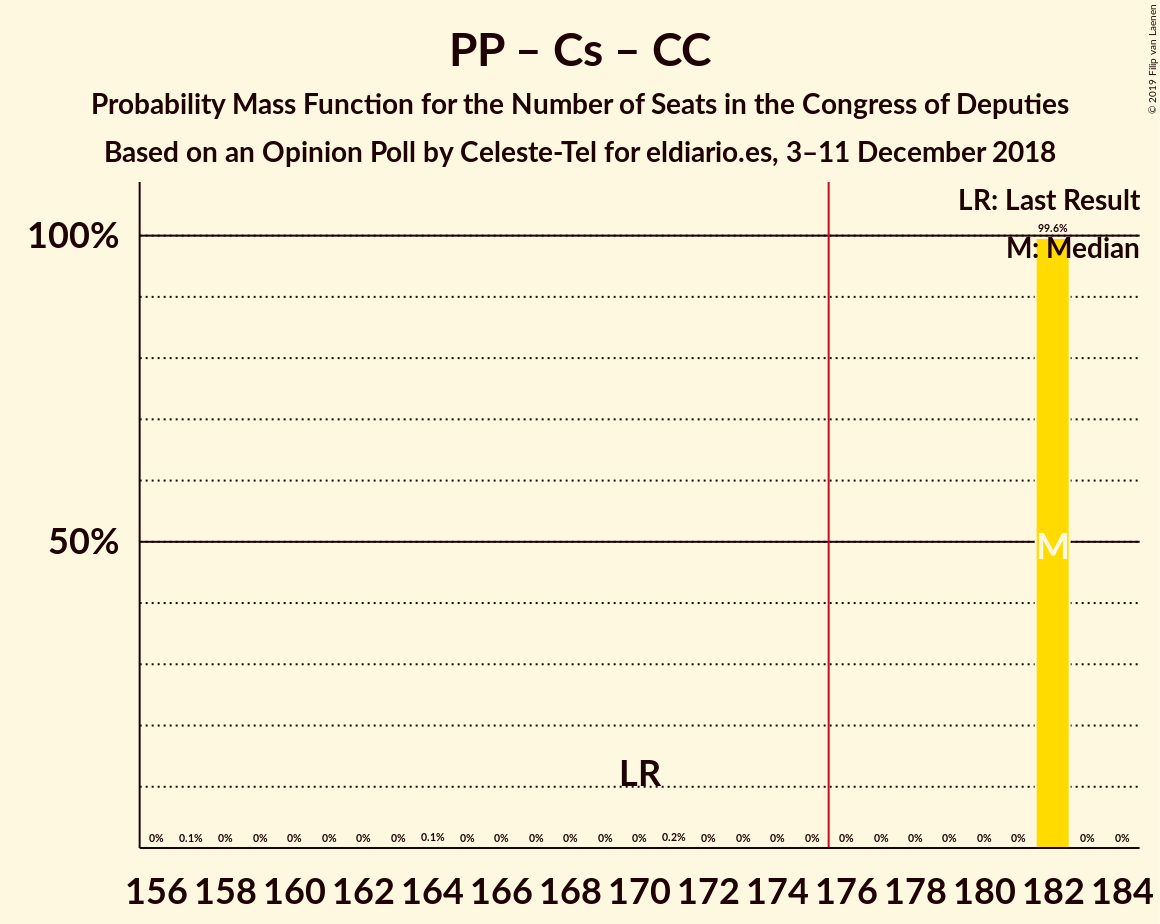 PP – Cs – CC
Probability Mass Function for the Number of Seats in the Congress of Deputies
Based on an Opinion Poll by Celeste-Tel for eldiario.es, 3–11 December 2018
© 2019 Filip van Laenen
LR: Last Result
M: Median
100%
50%
99.6%
M
LR
0% 0.1% 0% 0% 0% 0% 0% 0% 0.1% 0% 0% 0% 0% 0% 0.2% 0% 0% 0% 0% 0% 0% 0% 0% 0% 0% 0% 0%
156 158 160 162 164 166 168 170 172 174 176 178 180 182 184